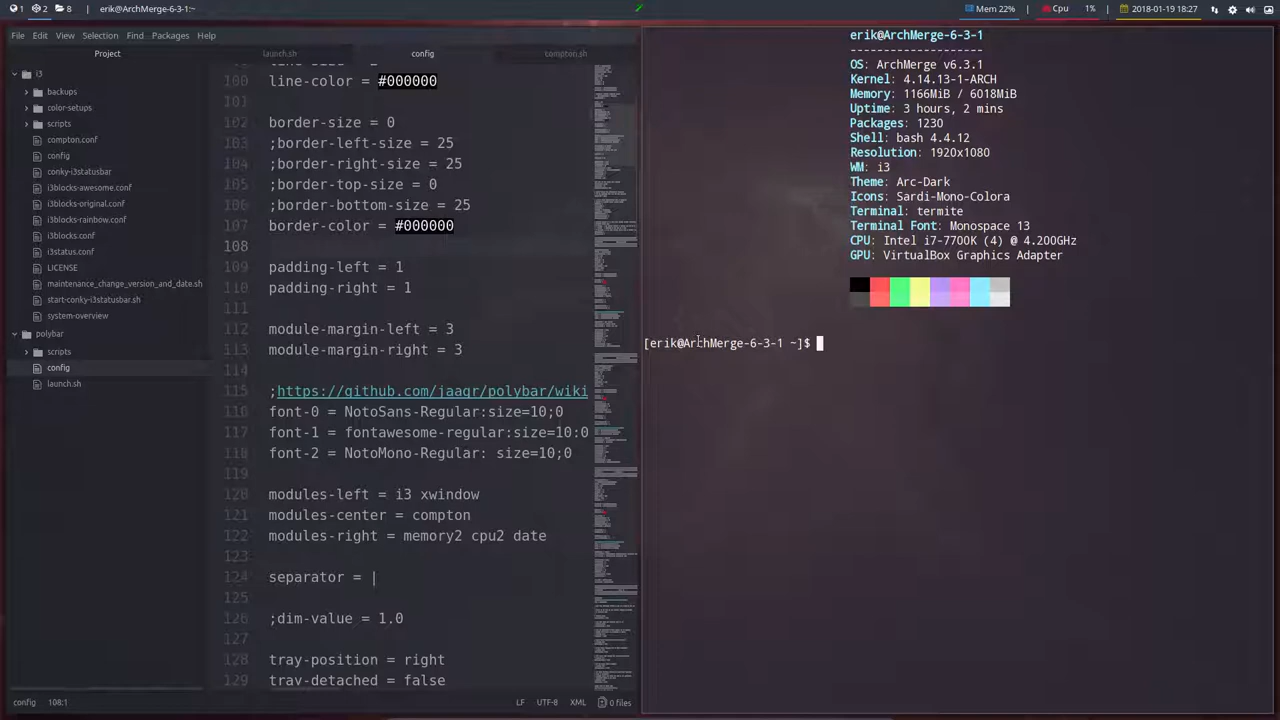 1 2 8 | erik@ArchMerge-6-3-1:~
Mem 22% | Cpu 1% | 2018-01-19 18:27
File Edit View Selection Find Packages Help
Project
i3
backups
color-setups
scripts
compton.conf
config
conky-i3statusbar
i3blocks-awesome.conf
i3blocks-original.conf
i3blocks-rainbow.conf
i3blocks.conf
i3status.conf
LICENSE
maintenance_change_version_and_date.sh
start-conky-i3statusbar.sh
system-overview
polybar
scripts
config
launch.sh
launch.sh config compton.sh
100 line-color = #000000
101
102 border-size = 0
103 ;border-left-size = 25
104 ;border-right-size = 25
105 ;border-top-size = 0
106 ;border-bottom-size = 25
107 border-color = #000000
108
109 padding-left = 1
110 padding-right = 1
111
112 module-margin-left = 3
113 module-margin-right = 3
114
115 ;https://github.com/jaagr/polybar/wiki
116 font-0 = NotoSans-Regular:size=10;0
117 font-1 = fontawesome-regular:size=10:0
118 font-2 = NotoMono-Regular: size=10;0
119
120 modules-left = i3 xwindow
121 modules-center = compton
122 modules-right = memory2 cpu2 date
123
124 separator = |
125
126 ;dim-value = 1.0
127
128 tray-position = right
129 tray-detached = false
config 108:1 LF UTF-8 XML 0 files
erik@ArchMerge-6-3-1
--------------------
OS: ArchMerge v6.3.1
Kernel: 4.14.13-1-ARCH
Memory: 1166MiB / 6018MiB
Uptime: 3 hours, 2 mins
Packages: 1230
Shell: bash 4.4.12
Resolution: 1920x1080
WM: i3
Theme: Arc-Dark
Icons: Sardi-Mono-Colora
Terminal: termite
Terminal Font: Monospace 13
CPU: Intel i7-7700K (4) @ 4.200GHz
GPU: VirtualBox Graphics Adapter
[erik@ArchMerge-6-3-1 ~]$